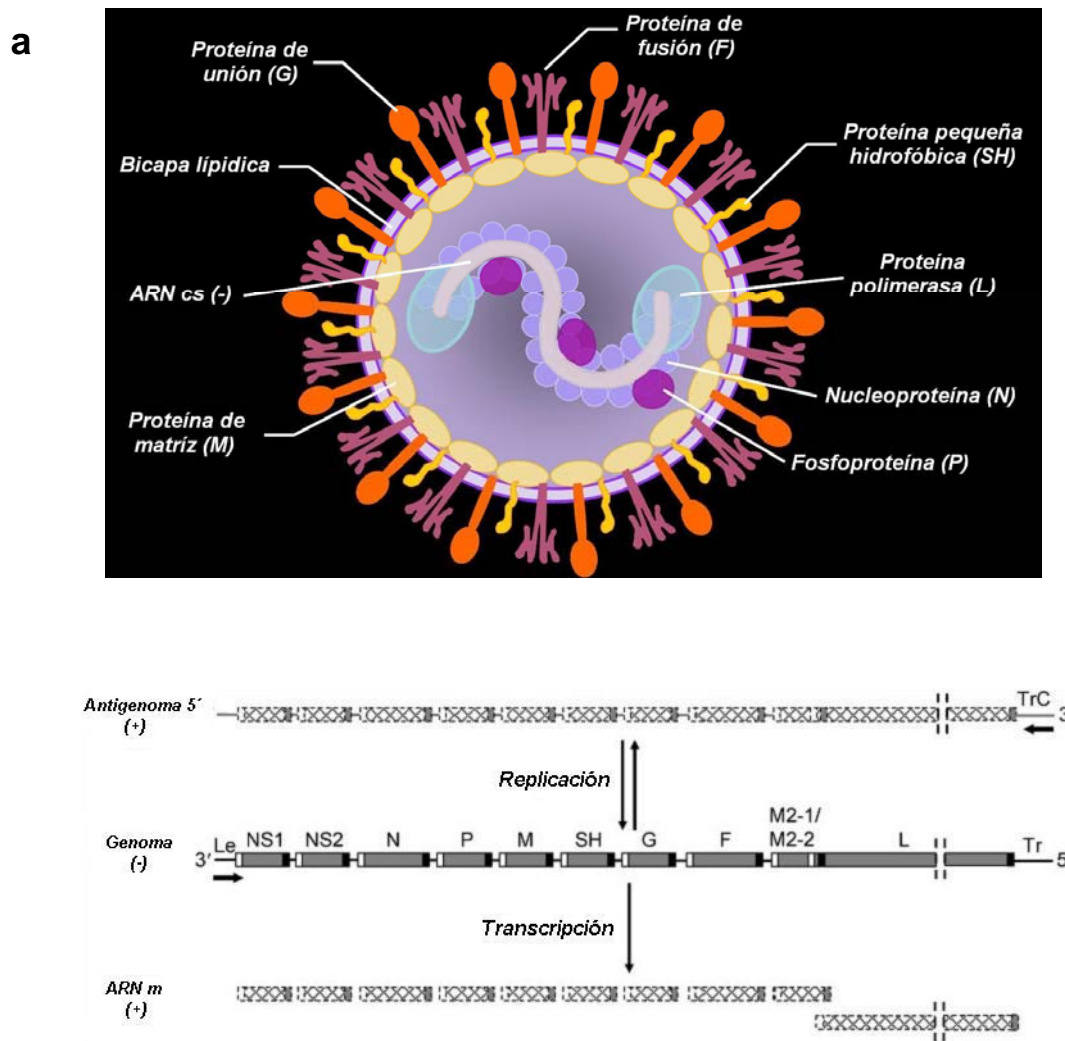 a
Proteína de
unión (G)
Proteína
de fusión (F)
Bicapa lípidica
Proteína pequeña
hidrofóbica (SH)
ARN cs (-)
Proteína
polimerasa (L)
Proteína de
matríz (M)
Nucleoproteína (N)
Fosfoproteína (P)
Antigenoma 5´
(+)
TrC
3
Replicación
M2-1/
Le NS1 NS2 N P M SH G F M2-2 L Tr
Genoma
(-)
3′
5
Transcripción
ARN m
(+)